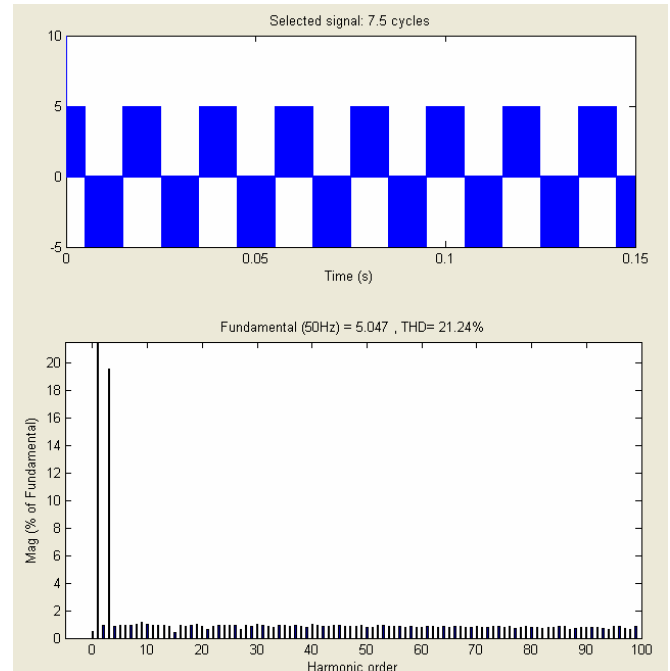 Selected signal: 7.5 cycles
10
5
0
-5
0 0.05 0.1 0.15
Time (s)
Fundamental (50Hz) = 5.047 , THD= 21.24%
20
18
16
14
12
10
8
6
4
2
0
Mag (% of Fundamental)
0 10 20 30 40 50 60 70 80 90 100
Harmonic order